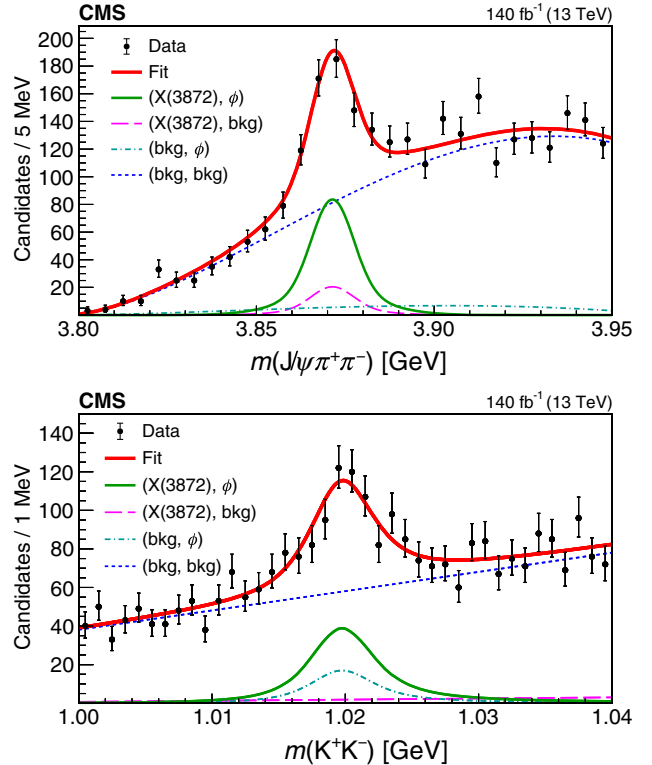 CMS 140 fb⁻¹ (13 TeV)
200
180
160
140
120
100
80
60
40
20
Candidates / 5 MeV
Data
Fit
(X(3872), ϕ)
(X(3872), bkg)
(bkg, ϕ)
(bkg, bkg)
3.80 3.85 3.90 3.95
m(J/ψπ⁺π⁻) [GeV]
CMS 140 fb⁻¹ (13 TeV)
140
120
100
80
60
40
20
Candidates / 1 MeV
Data
Fit
(X(3872), ϕ)
(X(3872), bkg)
(bkg, ϕ)
(bkg, bkg)
1.00 1.01 1.02 1.03 1.04
m(K⁺K⁻) [GeV]